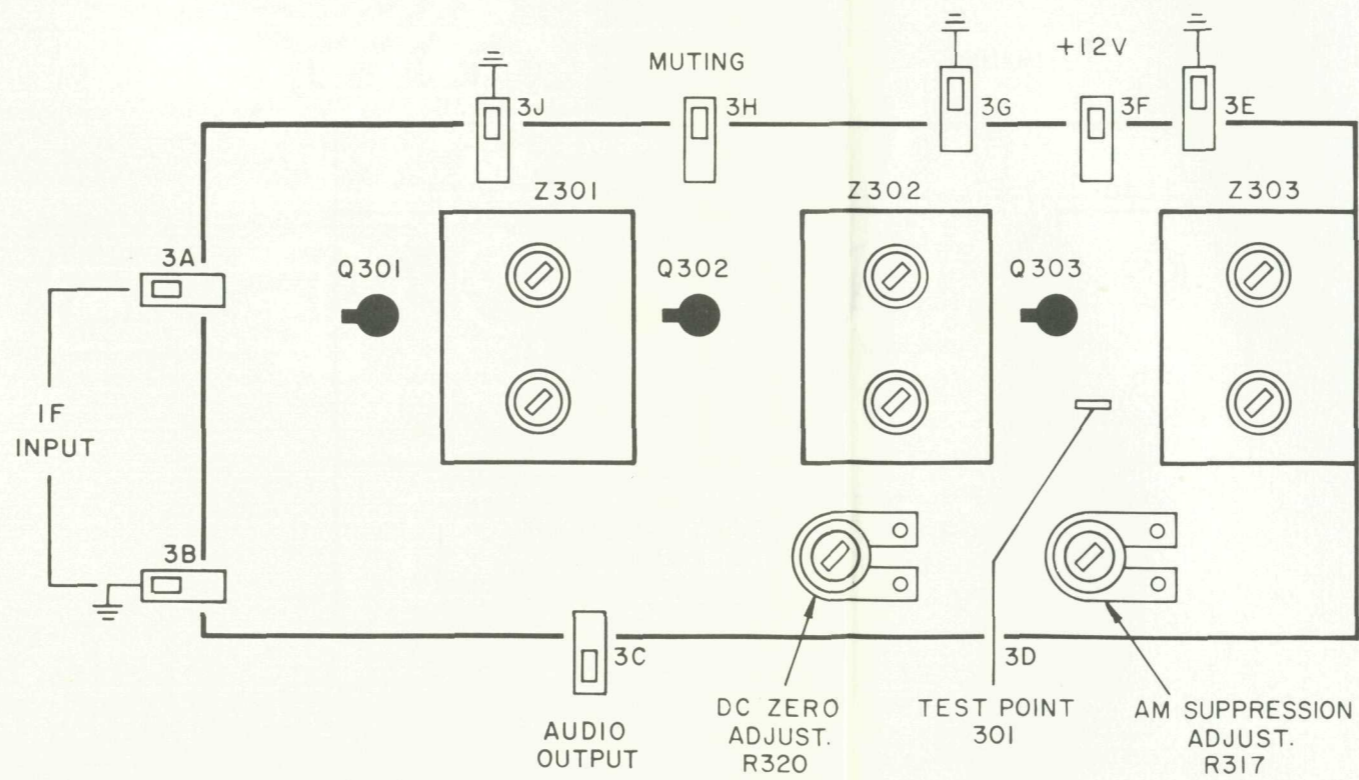 +12V
MUTING
3J
3H
3G
3F
3E
Z301
Z302
Z303
3A
Q301
Q302
Q303
IF
INPUT
3B
3C
3D
AUDIO
OUTPUT
DC ZERO
ADJUST.
R320
TEST POINT
301
AM SUPPRESSION
ADJUST.
R317